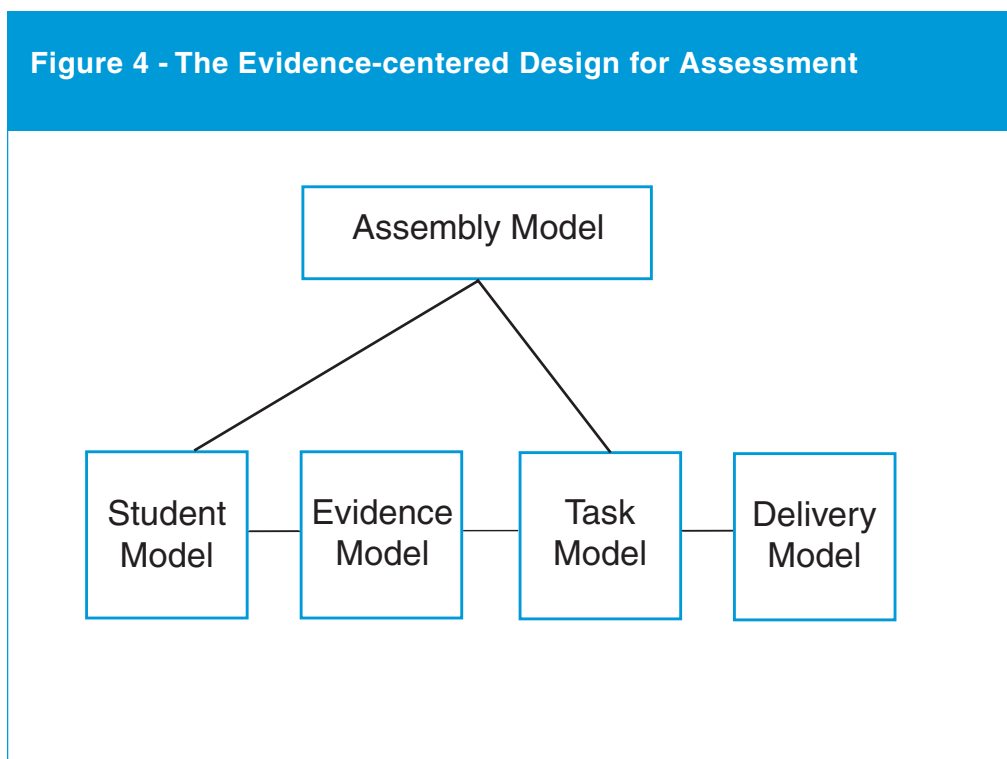 Figure 4 - The Evidence-centered Design for Assessment
Assembly Model
Student
Model
Evidence
Model
Task
Model
Delivery
Model